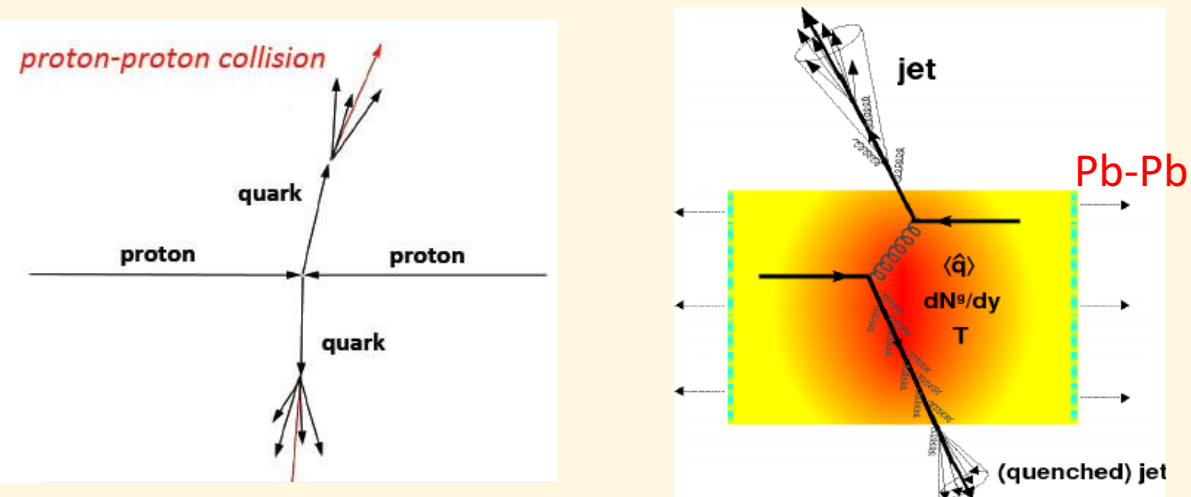 proton-proton collision
quark
proton
proton
quark
jet
Pb-Pb
⟨q̂⟩
dNᵍ/dy
T
(quenched) jet